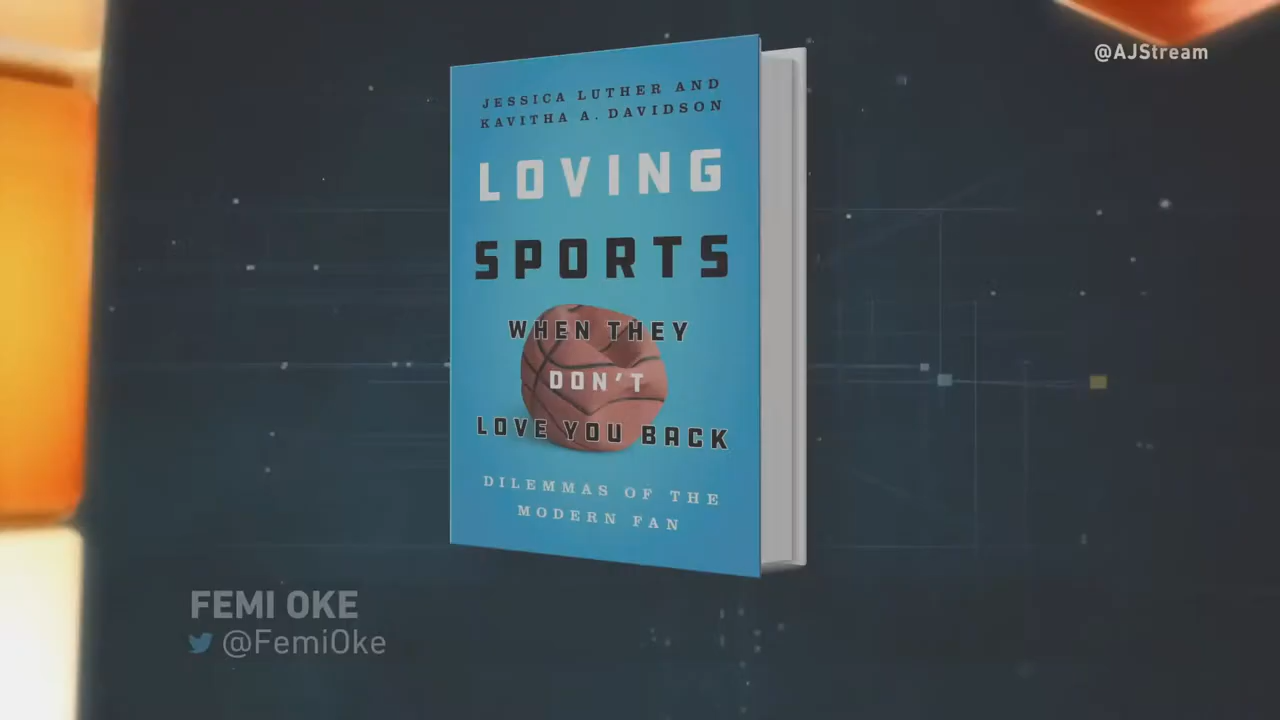 @AJStream
JESSICA LUTHER AND
KAVITHA A. DAVIDSON
LOVING
SPORTS
WHEN THEY
DON'T
LOVE YOU BACK
DILEMMAS OF THE
MODERN FAN
FEMI OKE
@FemiOke